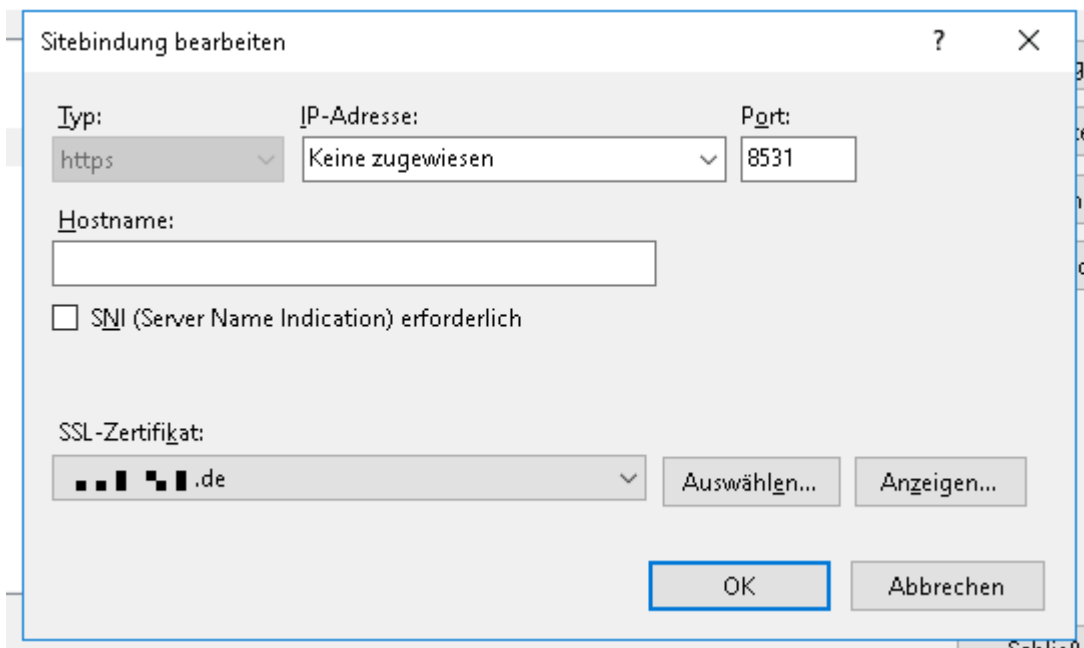 Sitebindung bearbeiten ?
Typ: IP-Adresse: Port:
https Keine zugewiesen 8531
Hostname:
SNI (Server Name Indication) erforderlich
SSL-Zertifikat:
.de Auswählen... Anzeigen...
OK Abbrechen